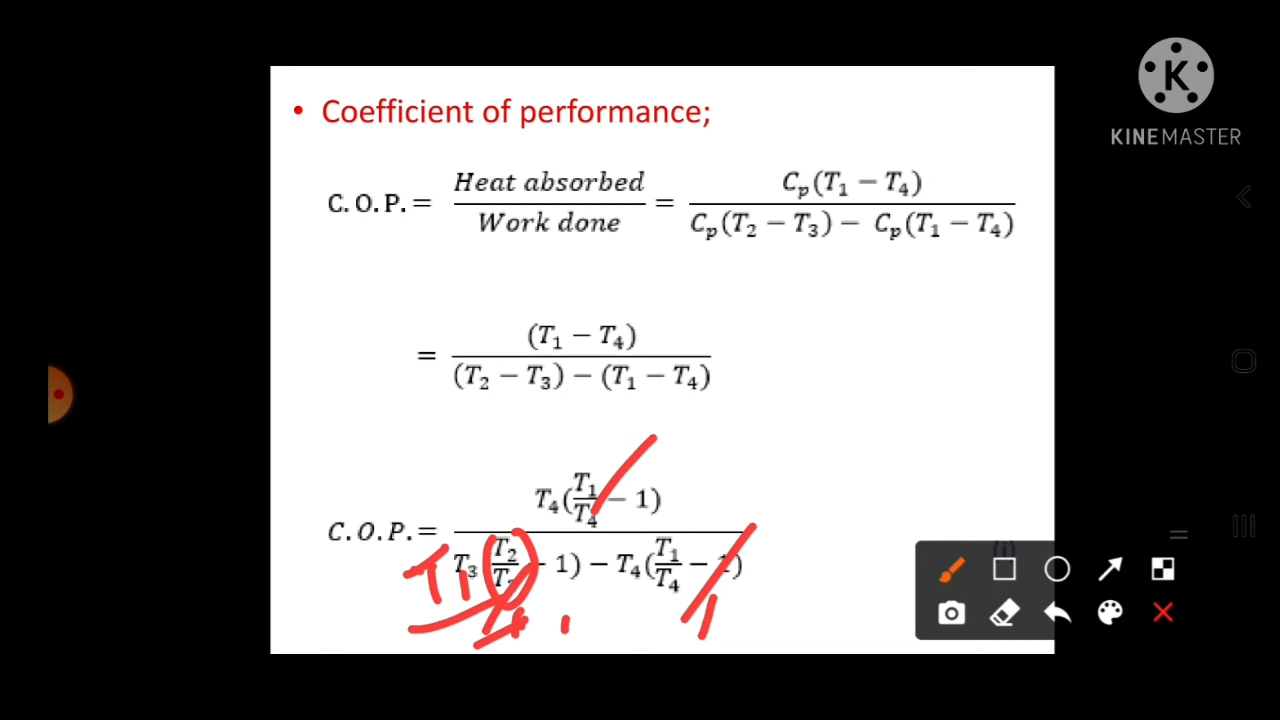 • Coefficient of performance;
C. O. P. = Heat absorbed / Work done = Cₚ(T₁ − T₄) / Cₚ(T₂ − T₃) − Cₚ(T₁ − T₄)
= (T₁ − T₄) / (T₂ − T₃) − (T₁ − T₄)
C. O. P. = T₄(T₁/T₄ − 1) / T₃(T₂/T₃ − 1) − T₄(T₁/T₄ − 1)
T₁
K
KINEMASTER